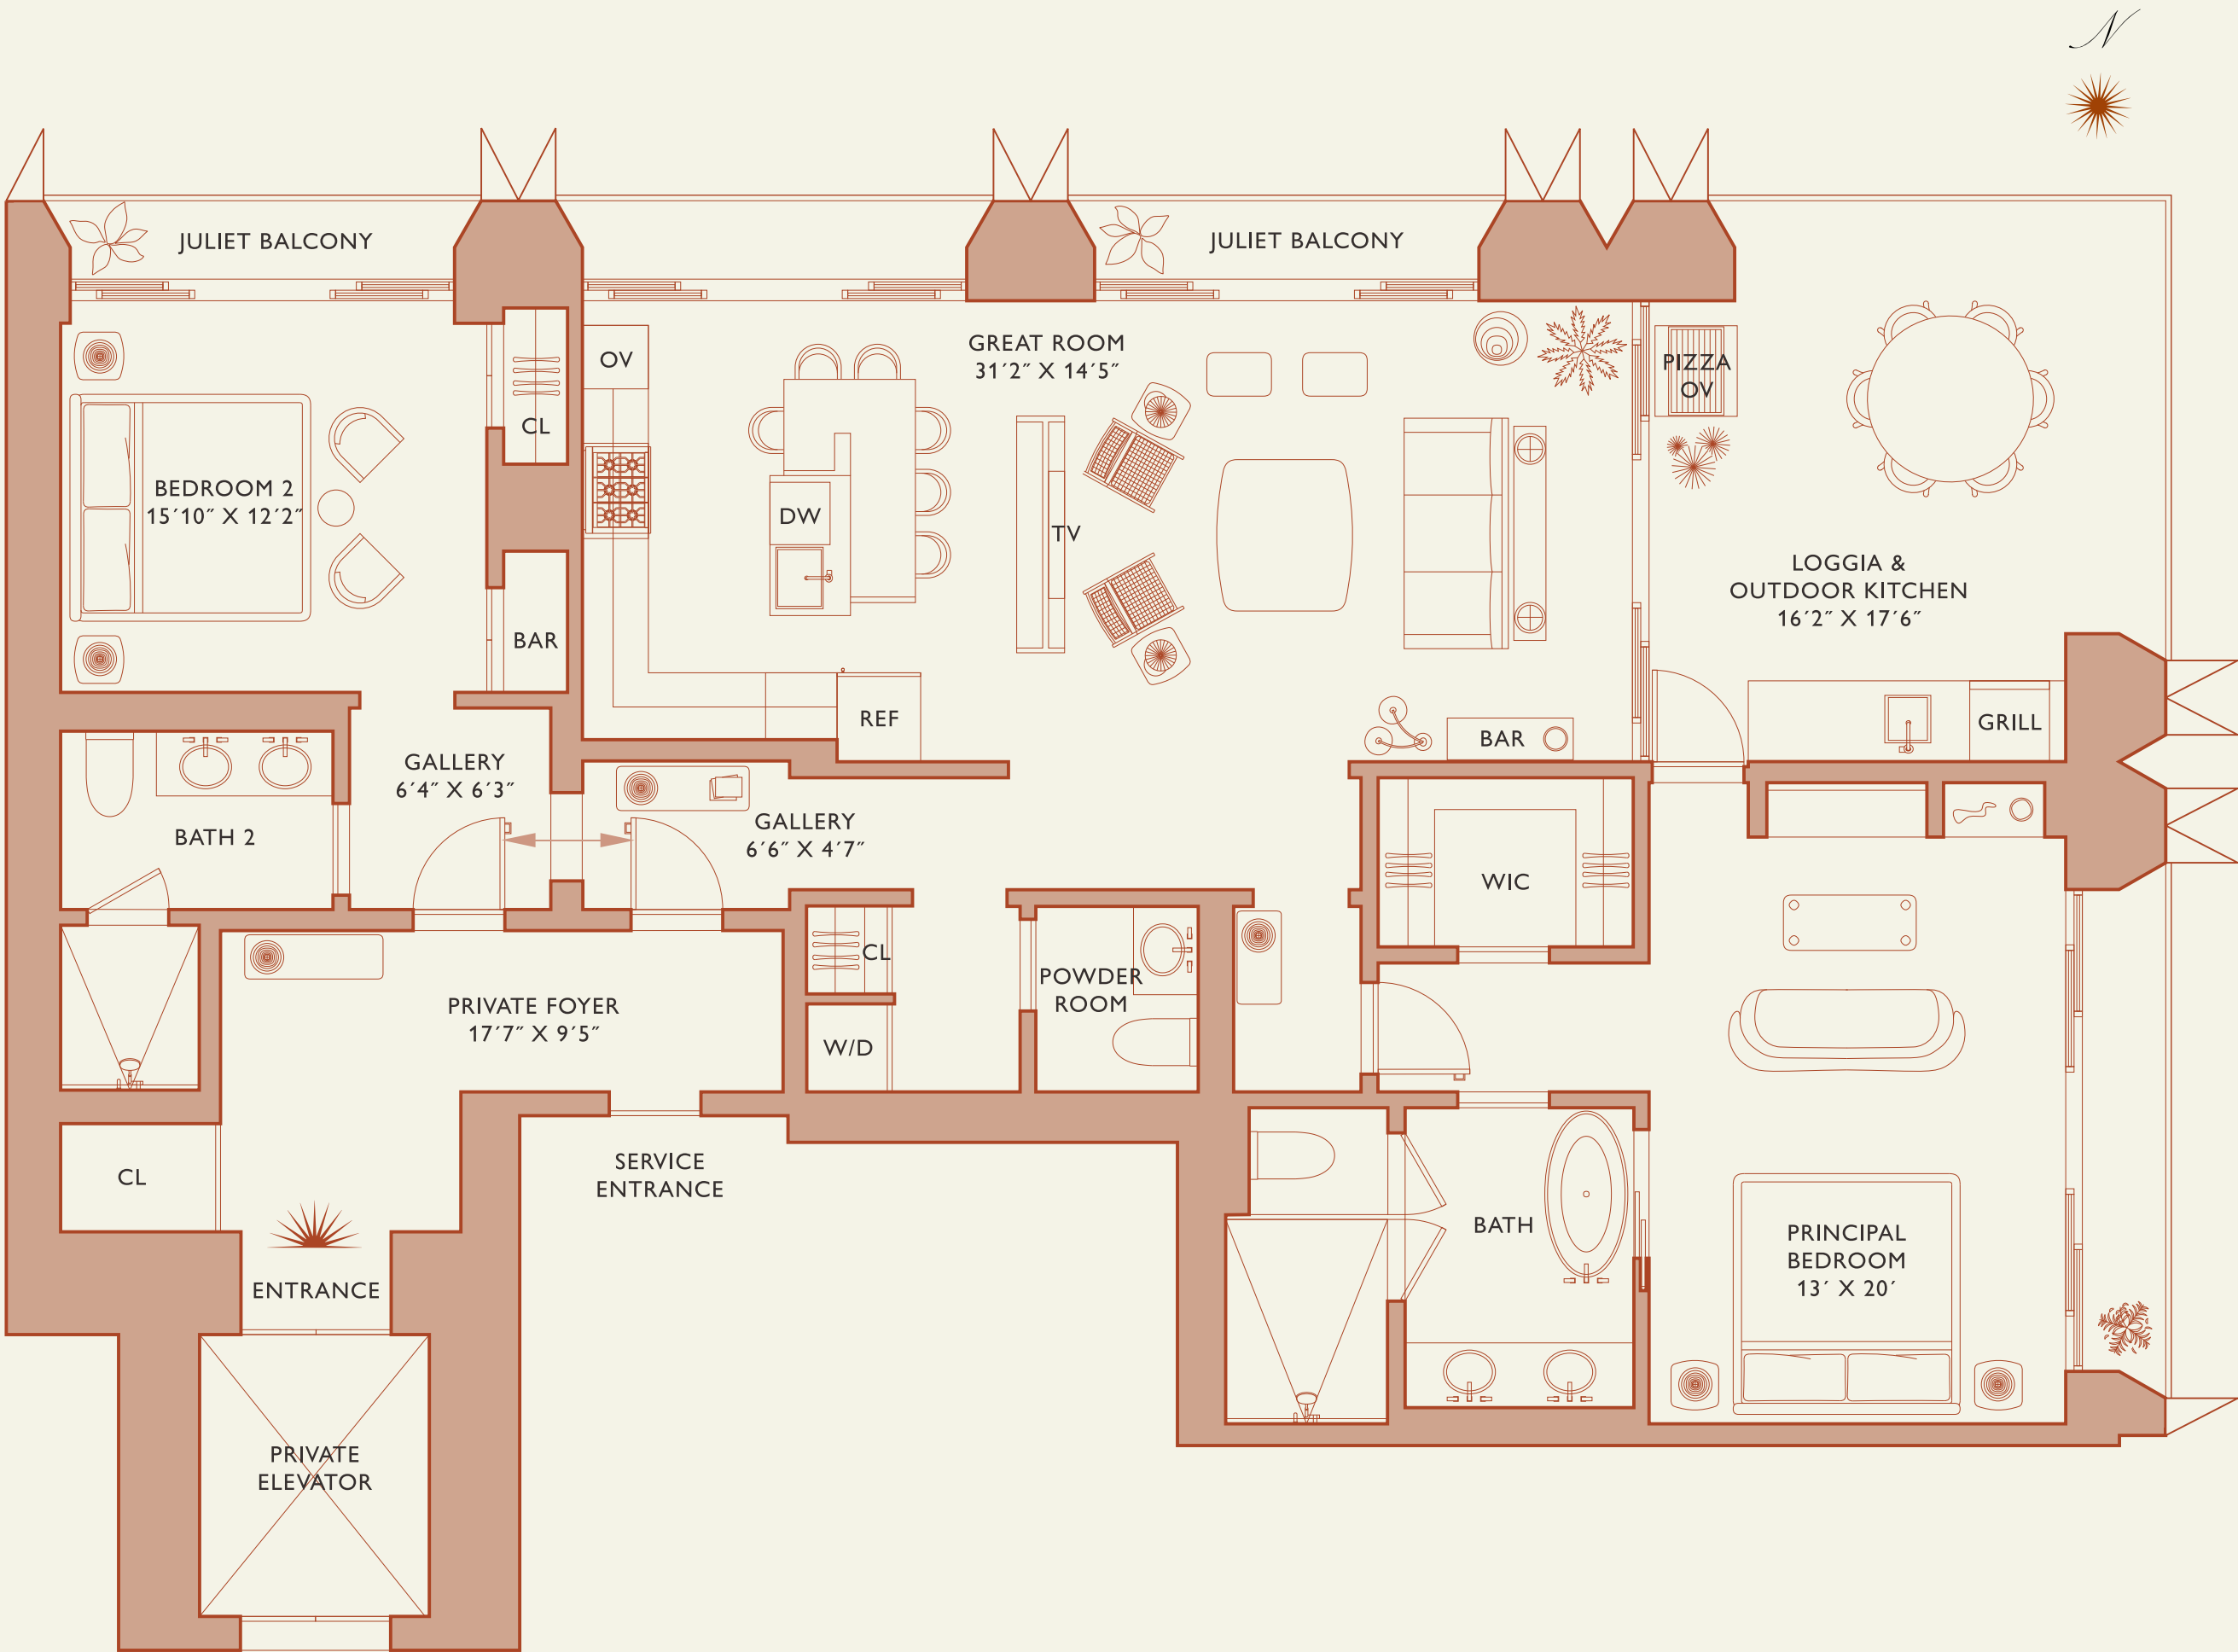 N
JULIET BALCONY
JULIET BALCONY
OV
GREAT ROOM
31´2˝ X 14´5˝
PIZZA
OV
CL
BEDROOM 2
15´10˝ X 12´2˝
DW
TV
LOGGIA &
OUTDOOR KITCHEN
16´2˝ X 17´6˝
BAR
REF
BAR
GRILL
GALLERY
6´4˝ X 6´3˝
BATH 2
GALLERY
6´6˝ X 4´7˝
WIC
CL
POWDER
ROOM
PRIVATE FOYER
17´7˝ X 9´5˝
W/D
CL
SERVICE
ENTRANCE
BATH
PRINCIPAL
BEDROOM
13´ X 20´
ENTRANCE
PRIVATE
ELEVATOR